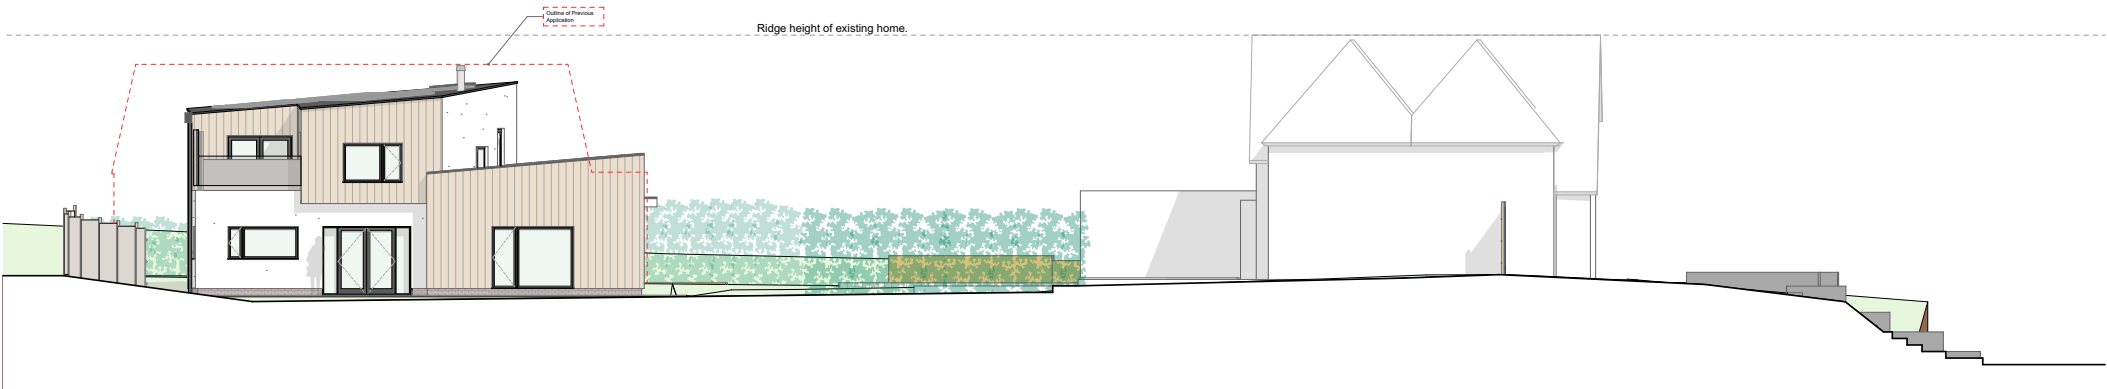 Outline of Previous
Application
Ridge height of existing home.